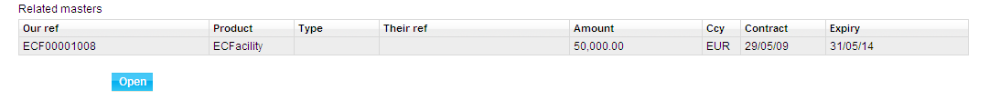 Related masters
Our ref Product Type Their ref Amount Ccy Contract Expiry
ECF00001008 ECFacility 50,000.00 EUR 29/05/09 31/05/14
Open